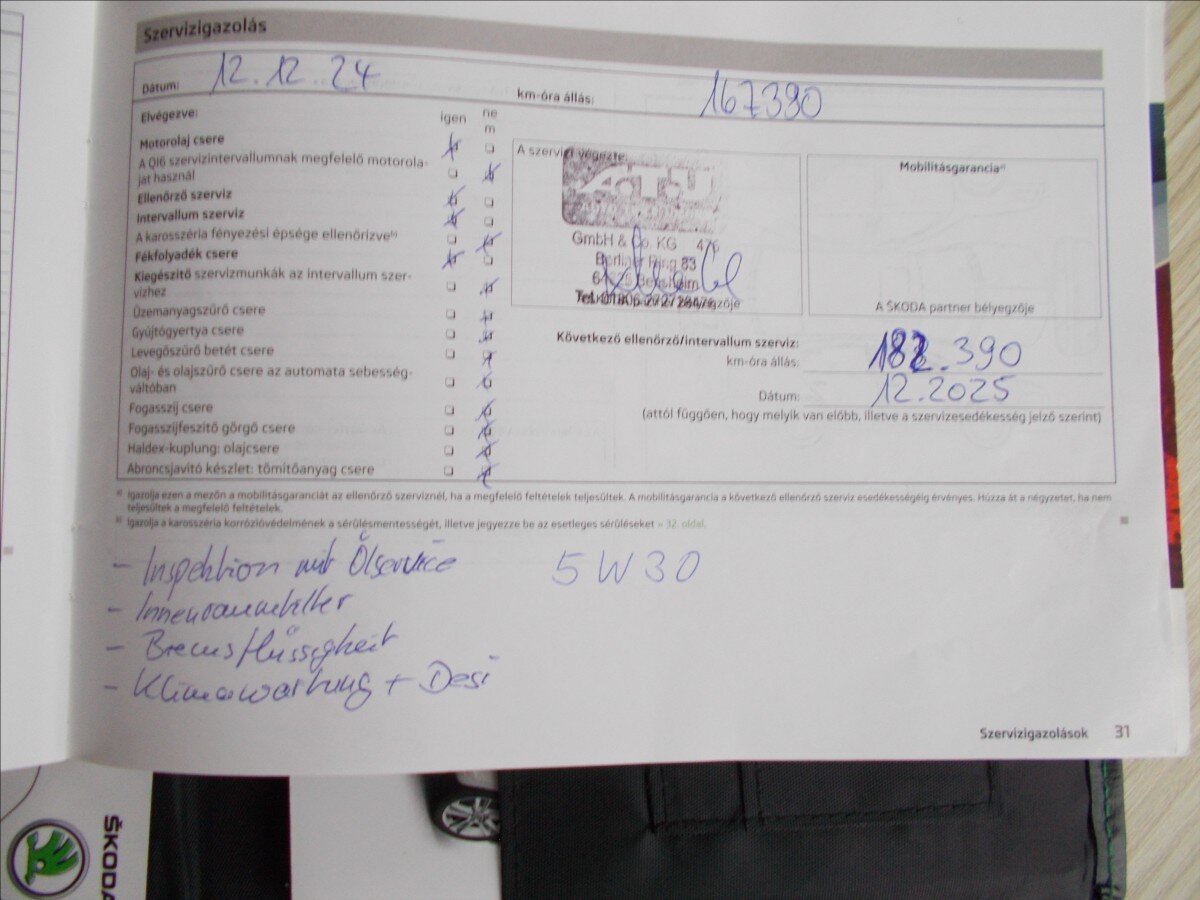 Szervizigazolás
Dátum: 12.12.24 km-óra állás: 167390
Elvégezve: igen ne
m
Motorolaj csere
A QI6 szervizintervallumnak megfelelő motorola-
jat használ
Ellenőrző szerviz
Intervallum szerviz
A karosszéria fényezési épsége ellenőrizve b)
Fékfolyadék csere
Kiegészítő szervizmunkák az intervallum szer-
vizhez
Üzemanyagszűrő csere
Gyújtógyertya csere
Levegőszűrő betét csere
Olaj- és olajszűrő csere az automata sebesség-
váltóban
Fogasszíj csere
Fogasszíjfeszítő görgő csere
Haldex-kuplung: olajcsere
Abroncsjavító készlet: tömítőanyag csere
A szervizt végezte:
GmbH & Co. KG 476
Berliner Ring 83
Bensheim
Mobilitásgarancia a)
A ŠKODA partner bélyegzője
Következő ellenőrző/intervallum szerviz:
km-óra állás: 182.390
Dátum: 12.2025
(attól függően, hogy melyik van előbb, illetve a szervizesedékesség jelző szerint)
a) Igazolja ezen a mezőn a mobilitásgaranciát az ellenőrző szerviznél, ha a megfelelő feltételek teljesültek. A mobilitásgarancia a következő ellenőrző szerviz esedékességéig érvényes. Húzza át a négyzetet, ha nem
teljesültek a megfelelő feltételek.
b) Igazolja a karosszéria korrózióvédelmének a sérülésmentességét, illetve jegyezze be az esetleges sérüléseket » 32. oldal.
- Inspektion mit Ölservice 5W30
- Innenraumfilter
- Bremsflüssigkeit
- Klimawartung + Desi
Szervizigazolások 31
ŠKODA